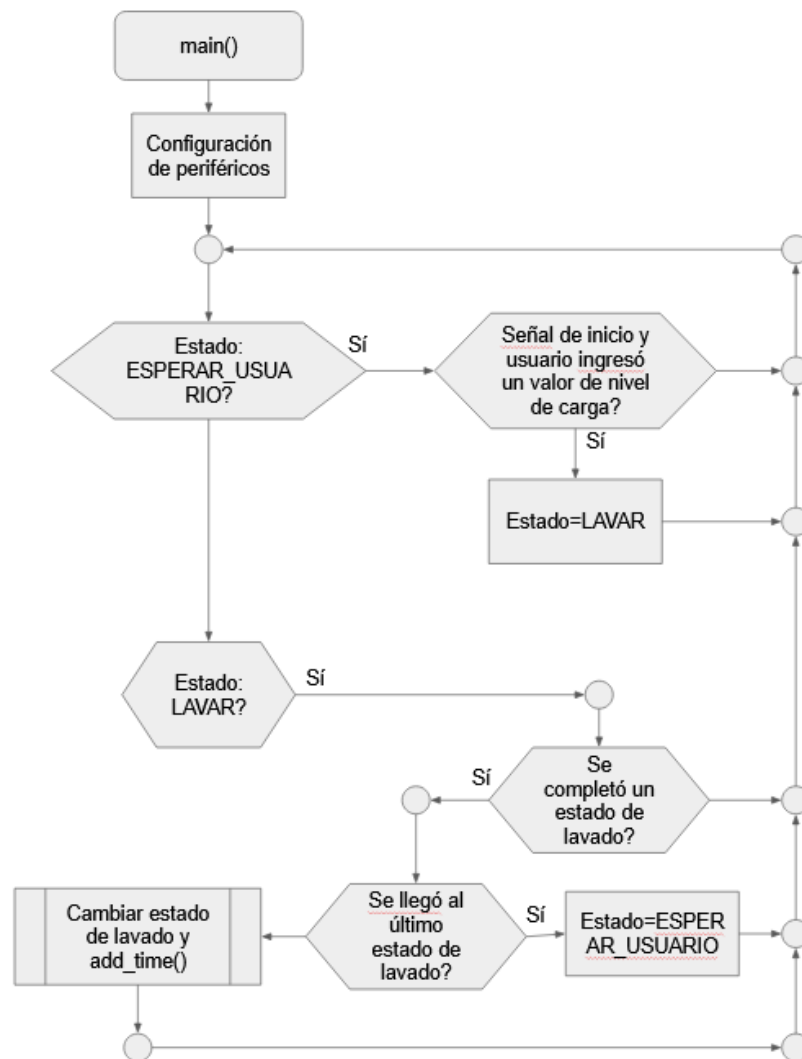 main()
Configuración
de periféricos
Estado:
ESPERAR_USUA
RIO?
Sí
Señal de inicio y
usuario ingresó
un valor de nivel
de carga?
Sí
Estado=LAVAR
Estado:
LAVAR?
Sí
Se
completó un
estado de
lavado?
Sí
Se llegó al
último
estado de
lavado?
Sí
Estado=ESPER
AR_USUARIO
Cambiar estado
de lavado y
add_time()